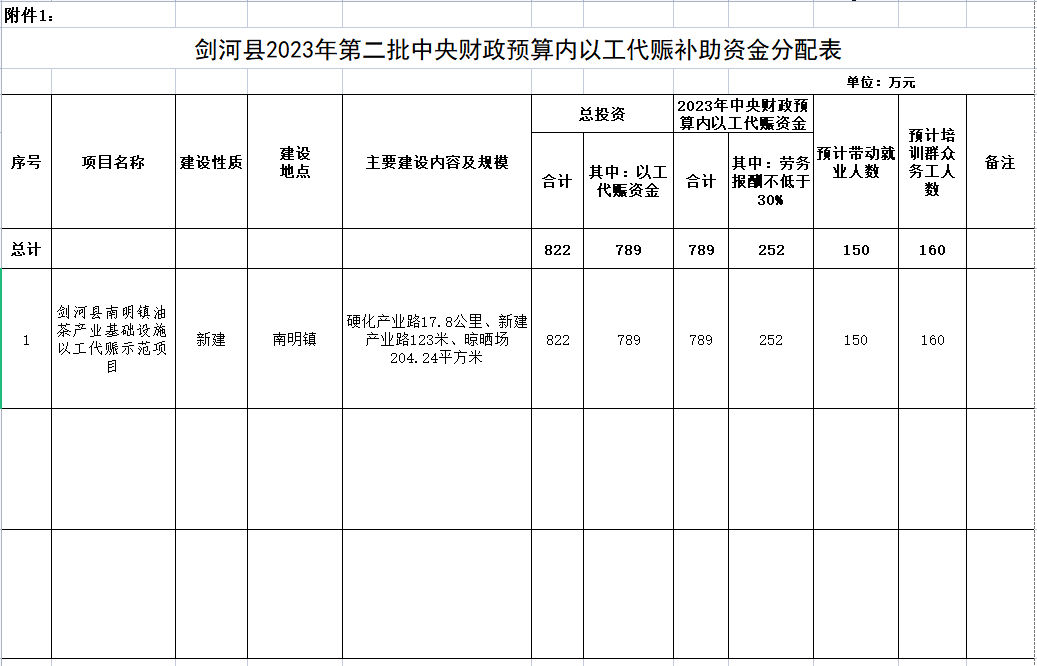 附件1:
剑河县2023年第二批中央财政预算内以工代赈补助资金分配表
单位：万元
序号
项目名称
建设性质
建设
地点
主要建设内容及规模
总投资
合计
其中：以工
代赈资金
2023年中央财政预
算内以工代赈资金
合计
其中：劳务
报酬不低于
30%
预计带动就
业人数
预计培
训群众
务工人
数
备注
总计
822
789
789
252
150
160
1
剑河县南明镇油
茶产业基础设施
以工代赈示范项
目
新建
南明镇
硬化产业路17.8公里、新建
产业路123米、晾晒场
204.24平方米
822
789
789
252
150
160